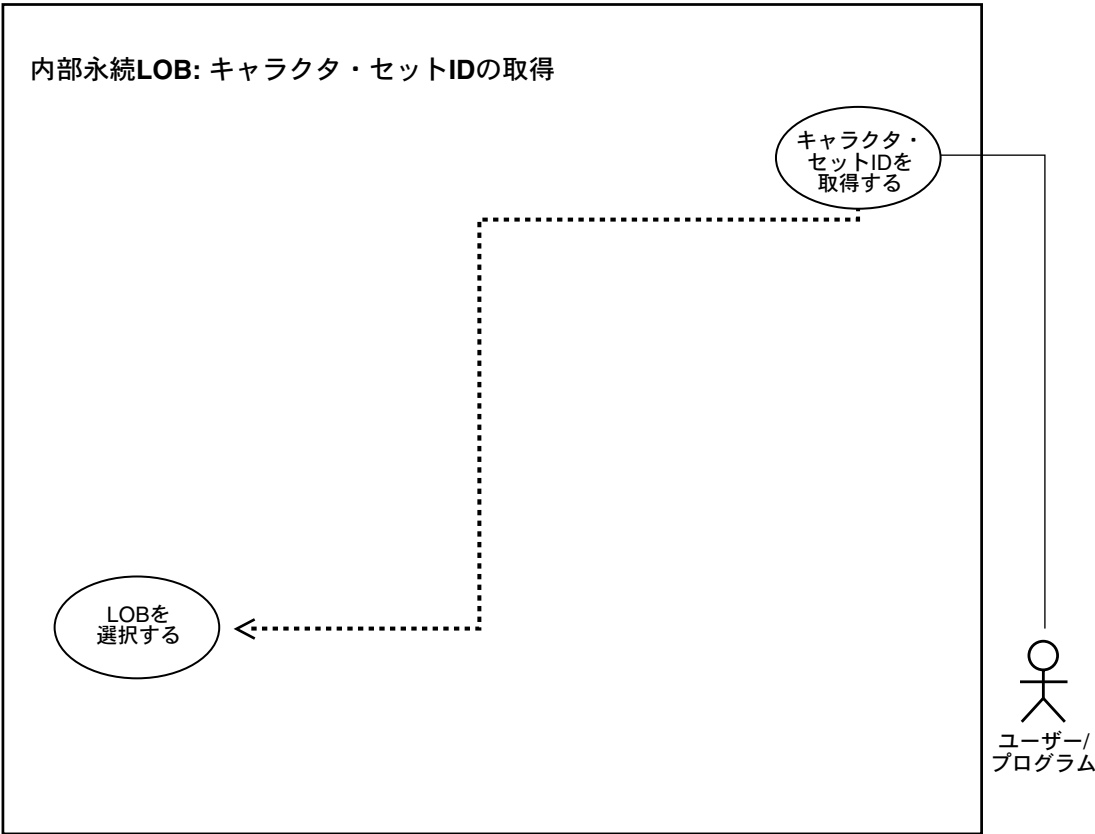 内部永続LOB: キャラクタ・セットIDの取得
キャラクタ・
セットIDを
取得する
LOBを
選択する
ユーザー/
プログラム